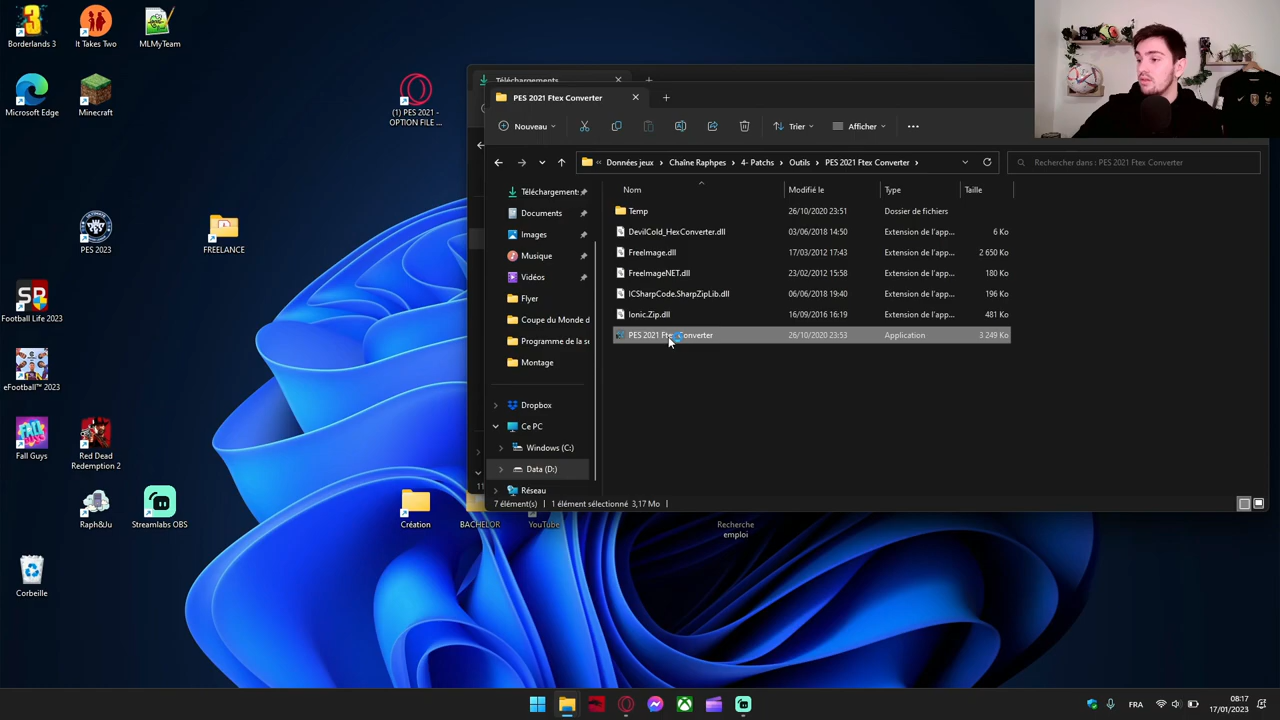 Borderlands 3
It Takes Two
MLMyTeam
Microsoft Edge
Minecraft
(1) PES 2021 -
OPTION FILE ...
PES 2023
FREELANCE
Football Life 2023
eFootball™ 2023
Fall Guys
Red Dead
Redemption 2
Raph&Ju
Streamlabs OBS
Corbeille
Création
BACHELOR
YouTube
Recherche
emploi
Téléchargements
PES 2021 Ftex Converter
Nouveau
Trier
Afficher
« Données jeux > Chaîne Raphpes > 4- Patchs > Outils > PES 2021 Ftex Converter >
Rechercher dans : PES 2021 Ftex Converter
Téléchargement:
Documents
Images
Musique
Vidéos
Flyer
Coupe du Monde d
Programme de la se
Montage
Dropbox
Ce PC
Windows (C:)
Data (D:)
Réseau
Nom Modifié le Type Taille
Temp 26/10/2020 23:51 Dossier de fichiers
DevilCold_HexConverter.dll 03/06/2018 14:50 Extension de l'app... 6 Ko
FreeImage.dll 17/03/2012 17:43 Extension de l'app... 2 650 Ko
FreeImageNET.dll 23/02/2012 15:58 Extension de l'app... 180 Ko
ICSharpCode.SharpZipLib.dll 06/06/2018 19:40 Extension de l'app... 196 Ko
Ionic.Zip.dll 16/09/2016 16:19 Extension de l'app... 481 Ko
PES 2021 Ftex Converter 26/10/2020 23:53 Application 3 249 Ko
7 élément(s) 1 élément sélectionné 3,17 Mo
FRA
08:17
17/01/2023